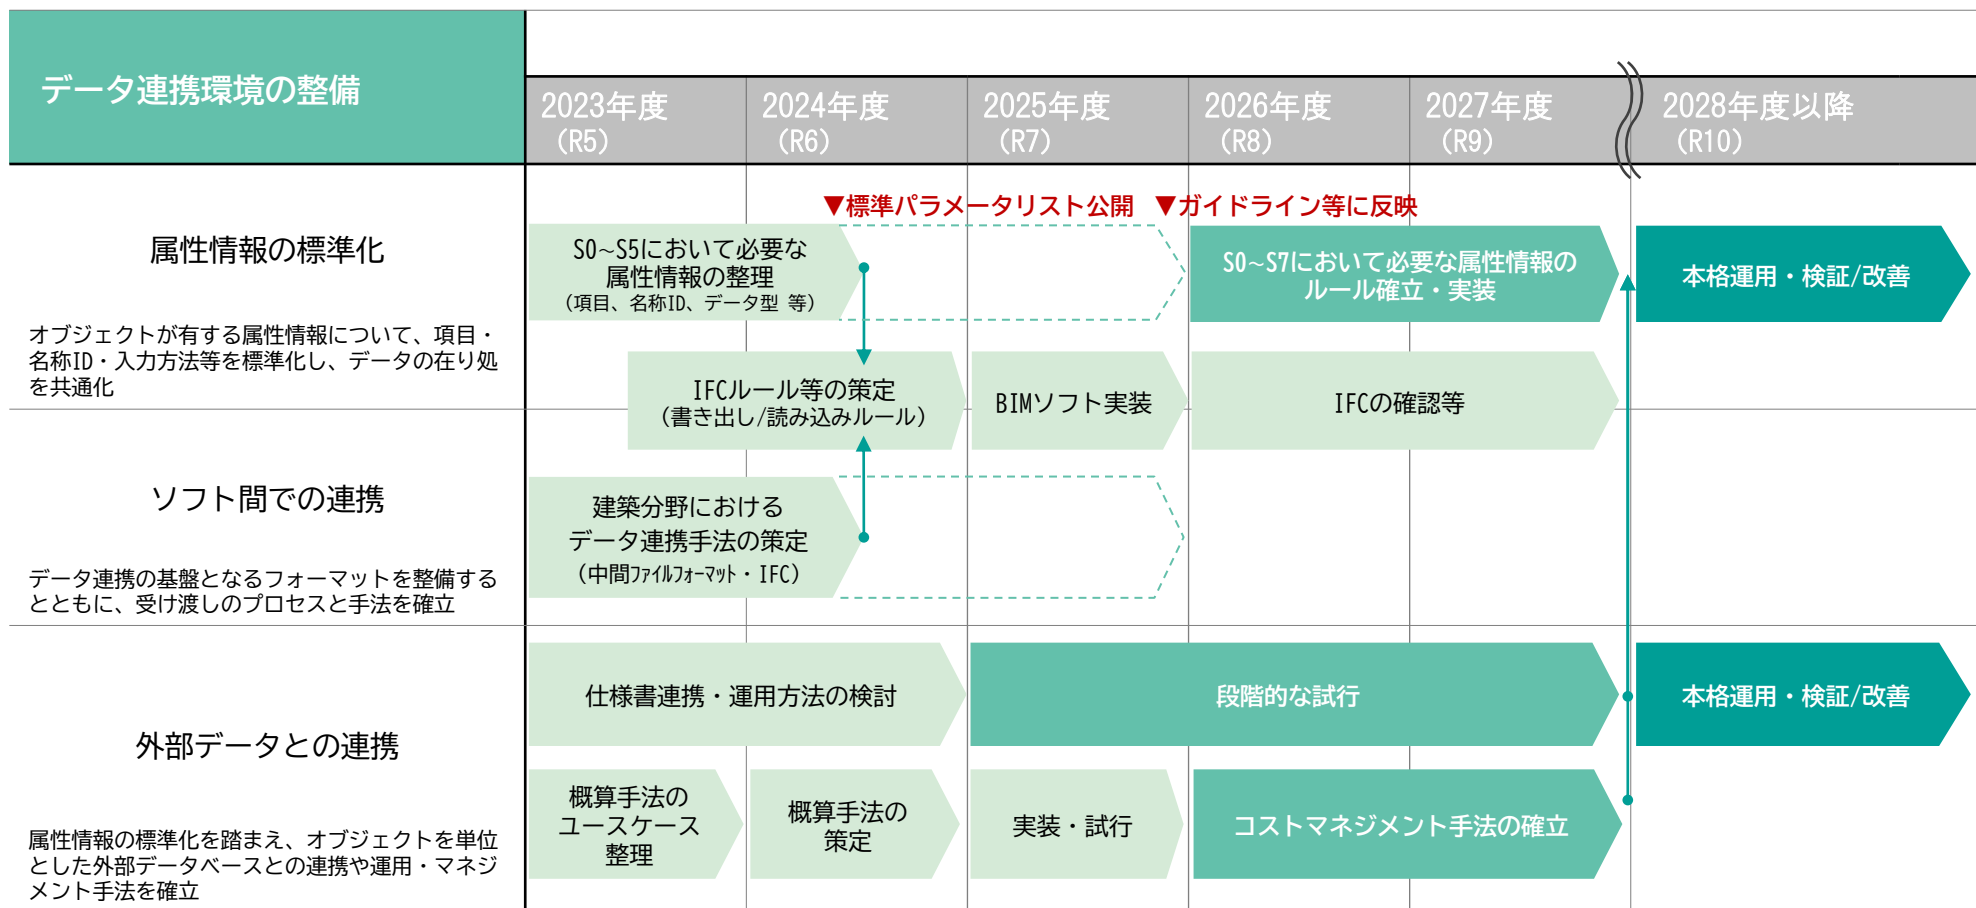 データ連携環境の整備
2023年度
(R5)
2024年度
(R6)
2025年度
(R7)
2026年度
(R8)
2027年度
(R9)
2028年度以降
(R10)
属性情報の標準化
オブジェクトが有する属性情報について、項目・
名称ID・入力方法等を標準化し、データの在り処
を共通化
▼標準パラメータリスト公開
▼ガイドライン等に反映
S0~S5において必要な
属性情報の整理
(項目、名称ID、データ型 等)
S0~S7において必要な属性情報の
ルール確立・実装
本格運用・検証/改善
IFCルール等の策定
(書き出し/読み込みルール)
BIMソフト実装
IFCの確認等
ソフト間での連携
データ連携の基盤となるフォーマットを整備する
とともに、受け渡しのプロセスと手法を確立
建築分野における
データ連携手法の策定
(中間ﾌｧｲﾙﾌｫｰﾏｯﾄ・IFC)
外部データとの連携
属性情報の標準化を踏まえ、オブジェクトを単位
とした外部データベースとの連携や運用・マネジ
メント手法を確立
仕様書連携・運用方法の検討
段階的な試行
本格運用・検証/改善
概算手法の
ユースケース
整理
概算手法の
策定
実装・試行
コストマネジメント手法の確立